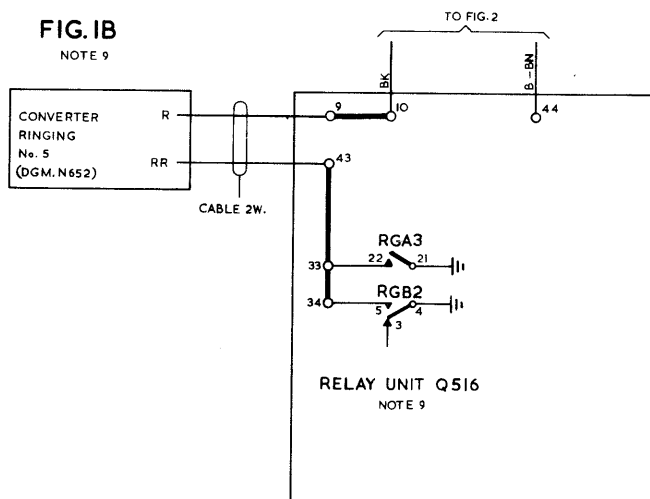 FIG. 1B
NOTE 9
TO FIG. 2
BK
B-BN
CONVERTER
RINGING
No. 5
(DGM. N652)
R
RR
CABLE 2W.
9
10
44
43
33
34
RGA3
22
21
RGB2
5
4
3
RELAY UNIT Q516
NOTE 9